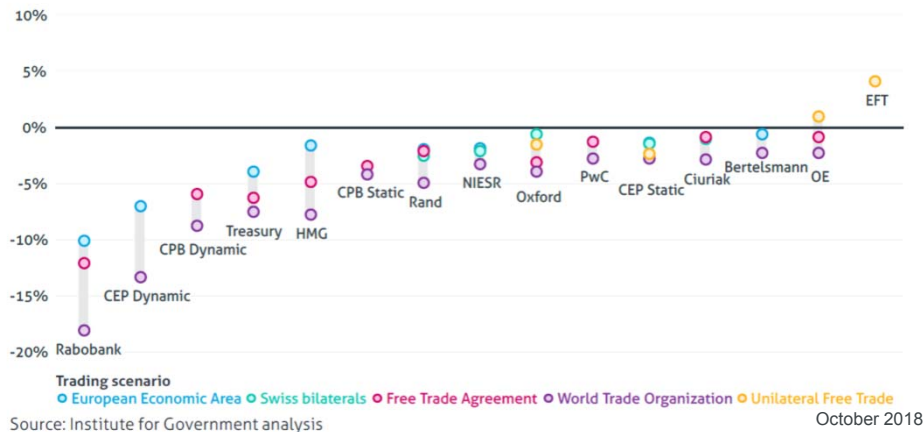 10%
5%
0%
-5%
-10%
-15%
-20%
Rabobank
CEP Dynamic
CPB Dynamic
Treasury
HMG
CPB Static
Rand
NIESR
Oxford
PwC
CEP Static
Ciuriak
Bertelsmann
OE
EFT
Trading scenario
European Economic Area Swiss bilaterals Free Trade Agreement World Trade Organization Unilateral Free Trade
Source: Institute for Government analysis
October 2018